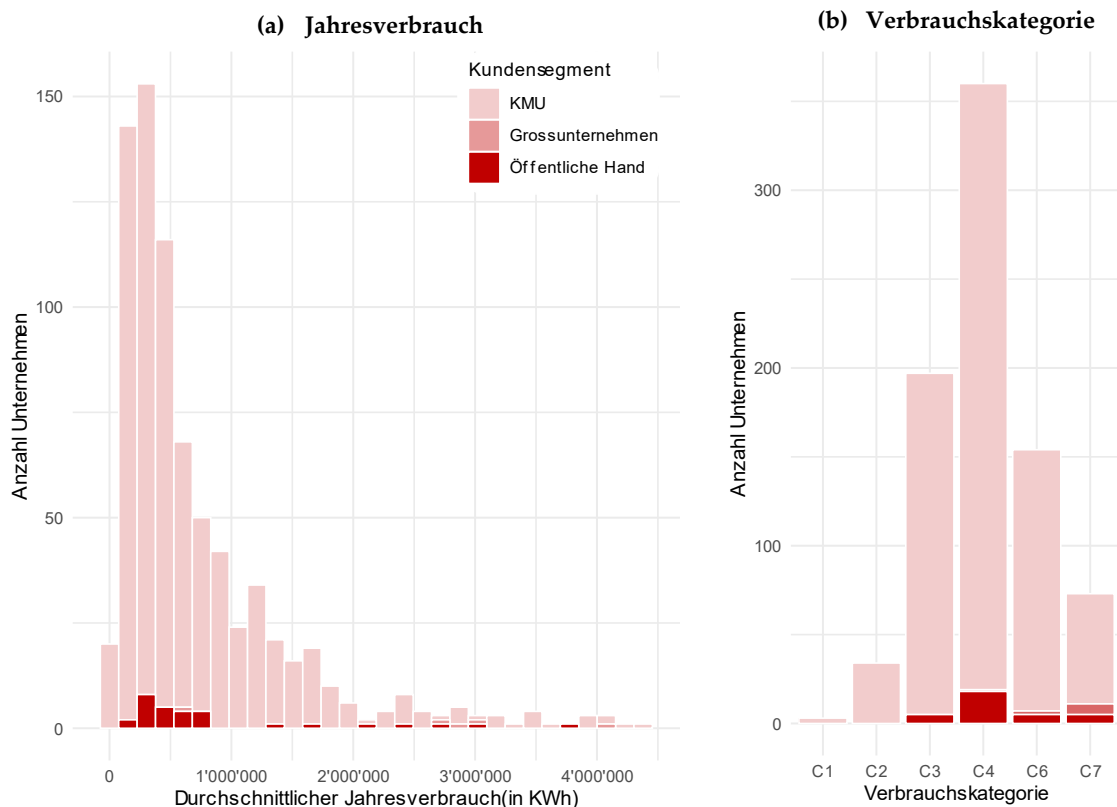 (a) Jahresverbrauch
Kundensegment
KMU
Grossunternehmen
Öffentliche Hand
150
100
50
0
Anzahl Unternehmen
0 1'000'000 2'000'000 3'000'000 4'000'000
Durchschnittlicher Jahresverbrauch(in KWh)
(b) Verbrauchskategorie
300
200
100
0
Anzahl Unternehmen
C1 C2 C3 C4 C6 C7
Verbrauchskategorie